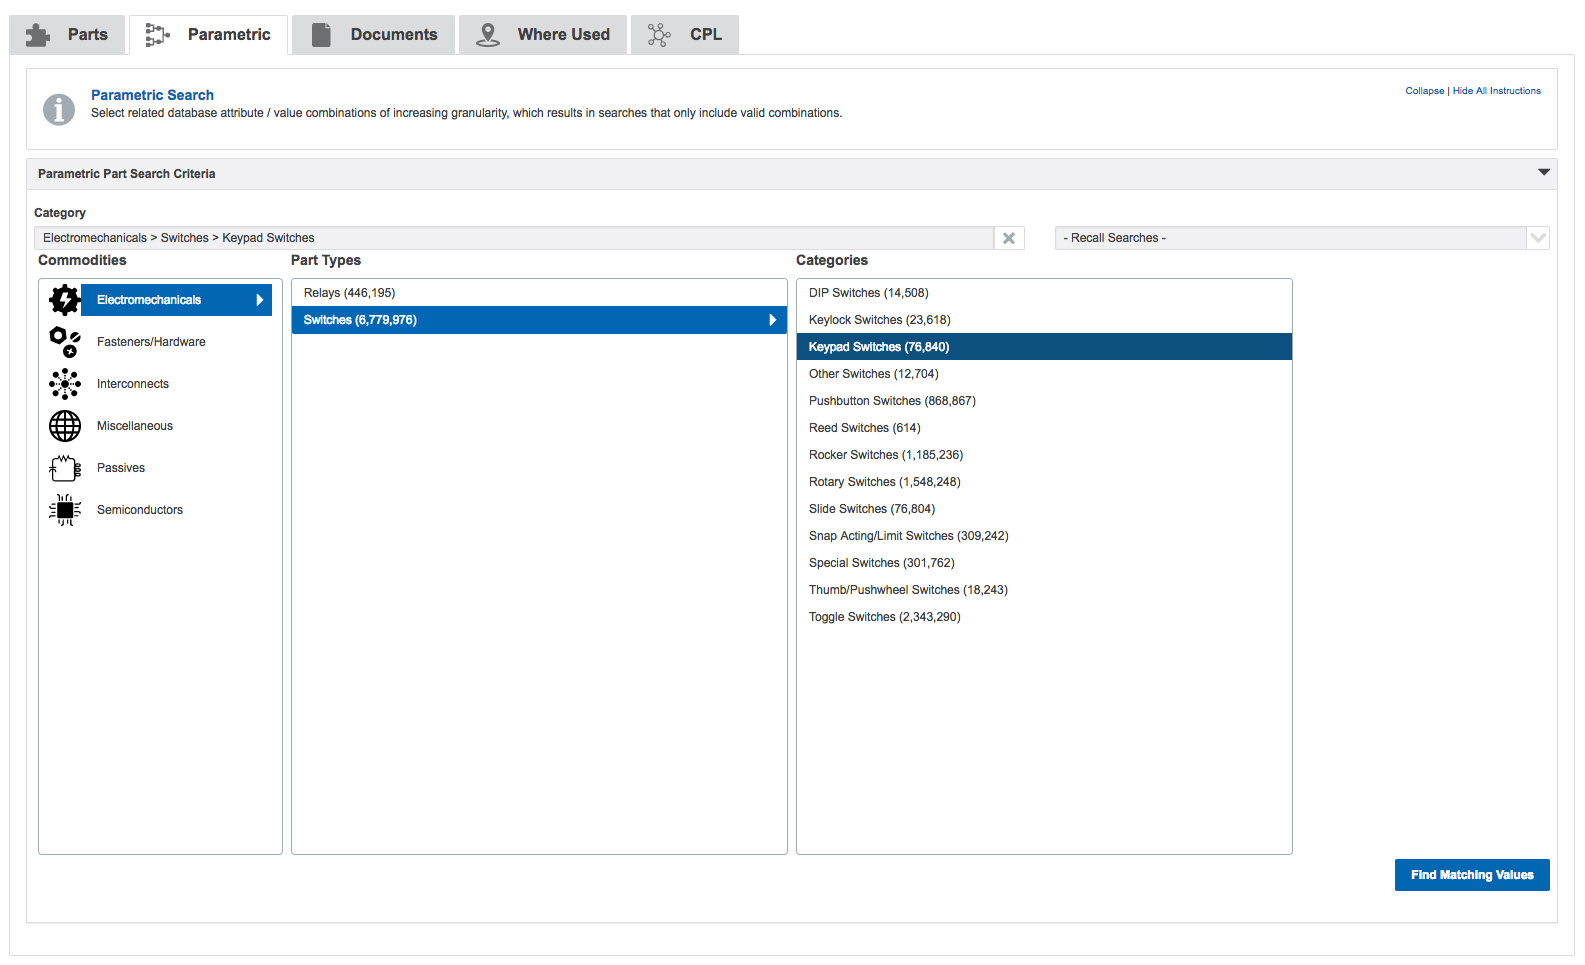 Parts Parametric Documents Where Used CPL
Parametric Search
Collapse | Hide All Instructions
Select related database attribute / value combinations of increasing granularity, which results in searches that only include valid combinations.
Parametric Part Search Criteria
Category
Electromechanicals > Switches > Keypad Switches
- Recall Searches -
Commodities
Electromechanicals
Fasteners/Hardware
Interconnects
Miscellaneous
Passives
Semiconductors
Part Types
Relays (446,195)
Switches (6,779,976)
Categories
DIP Switches (14,508)
Keylock Switches (23,618)
Keypad Switches (76,840)
Other Switches (12,704)
Pushbutton Switches (868,867)
Reed Switches (614)
Rocker Switches (1,185,236)
Rotary Switches (1,548,248)
Slide Switches (76,804)
Snap Acting/Limit Switches (309,242)
Special Switches (301,762)
Thumb/Pushwheel Switches (18,243)
Toggle Switches (2,343,290)
Find Matching Values